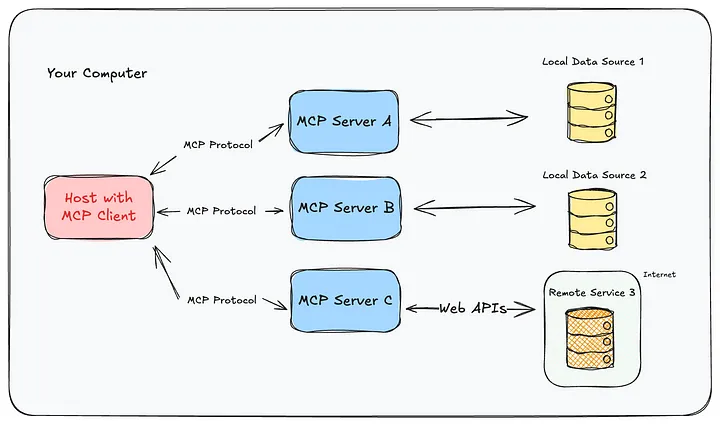 Your Computer
Local Data Source 1
MCP Server A
MCP Protocol
Local Data Source 2
Host with
MCP Client
MCP Protocol
MCP Server B
Internet
Remote Service 3
MCP Protocol
MCP Server C
Web APIs